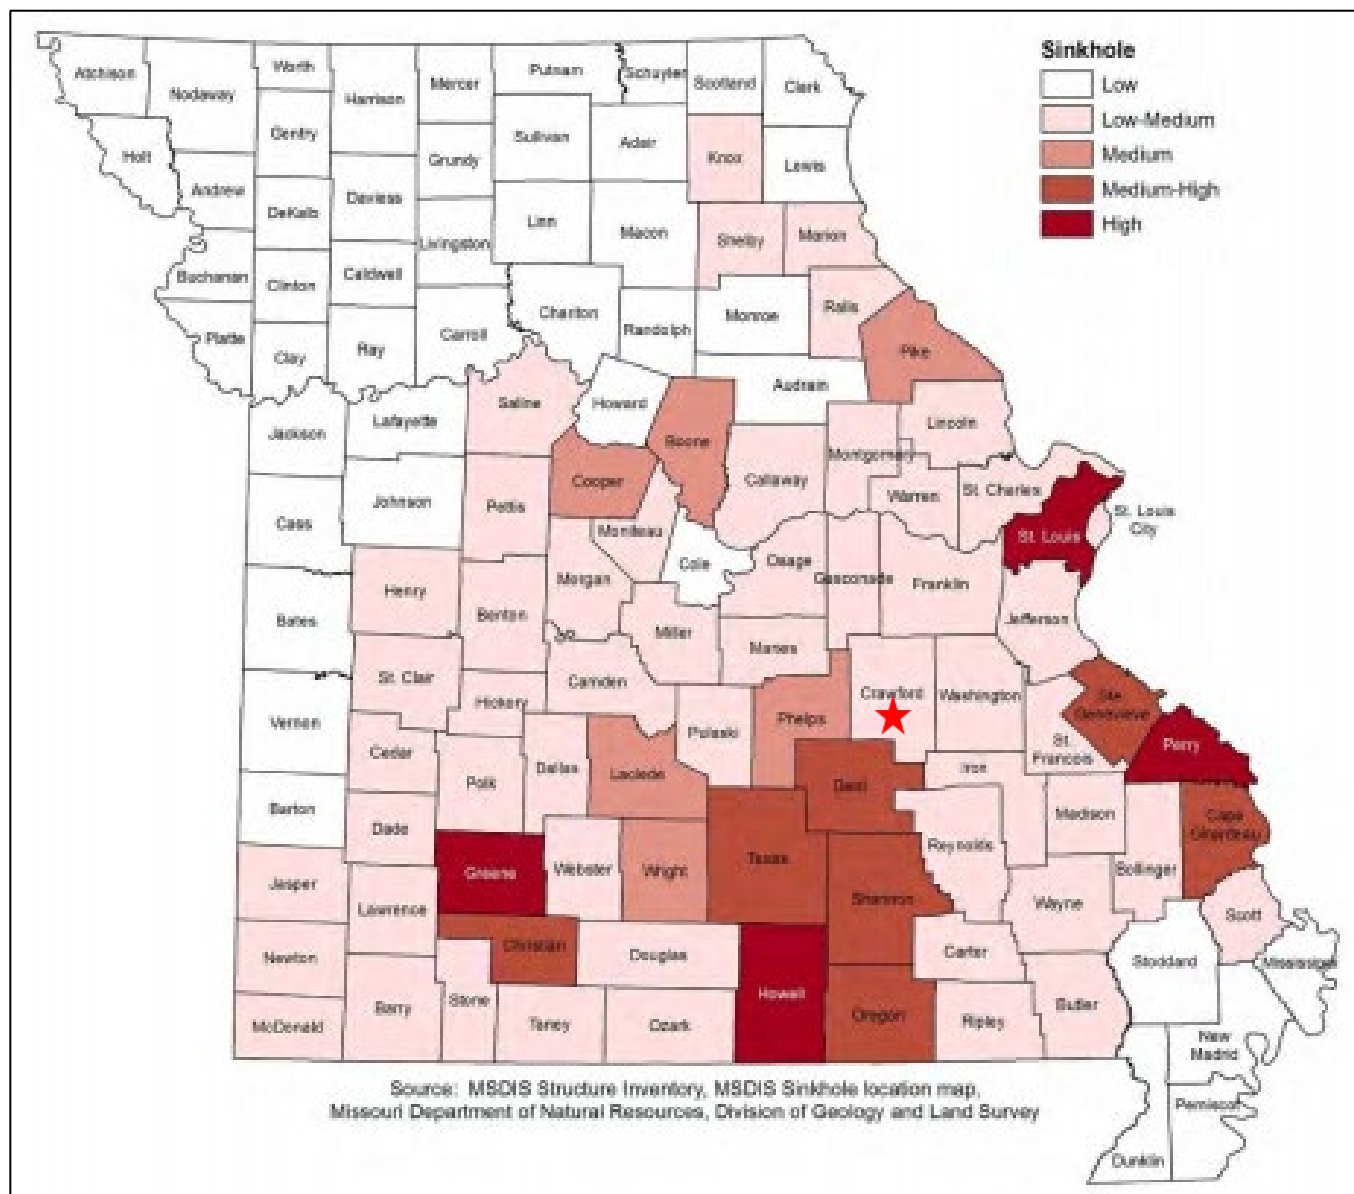 Sinkhole
Low
Low-Medium
Medium
Medium-High
High
Atchison
Nodaway
Worth
Harrison
Mercer
Putnam
Schuyler
Scotland
Clark
Holt
Gentry
Sullivan
Adair
Knox
Lewis
Andrew
DeKalb
Daviess
Grundy
Linn
Macon
Shelby
Marion
Buchanan
Clinton
Caldwell
Livingston
Platte
Clay
Ray
Carroll
Chariton
Randolph
Monroe
Ralls
Pike
Audrain
Jackson
Lafayette
Saline
Howard
Boone
Lincoln
Montgomery
Cass
Johnson
Pettis
Cooper
Callaway
Warren
St. Charles
St. Louis
City
St. Louis
Moniteau
Cole
Osage
Gasconade
Franklin
Jefferson
Bates
Henry
Benton
Morgan
Miller
Maries
Vernon
St. Clair
Hickory
Camden
Pulaski
Phelps
Crawford
Washington
Ste.
Genevieve
St.
Francois
Perry
Cedar
Polk
Dallas
Laclede
Dent
Iron
Barton
Dade
Madison
Cape
Girardeau
Jasper
Greene
Webster
Wright
Texas
Reynolds
Bollinger
Lawrence
Shannon
Wayne
Scott
Newton
Christian
Douglas
Carter
Stoddard
Mississippi
McDonald
Barry
Stone
Taney
Ozark
Howell
Oregon
Ripley
Butler
New
Madrid
Pemiscot
Dunklin
Source: MSDIS Structure Inventory, MSDIS Sinkhole location map,
Missouri Department of Natural Resources, Division of Geology and Land Survey